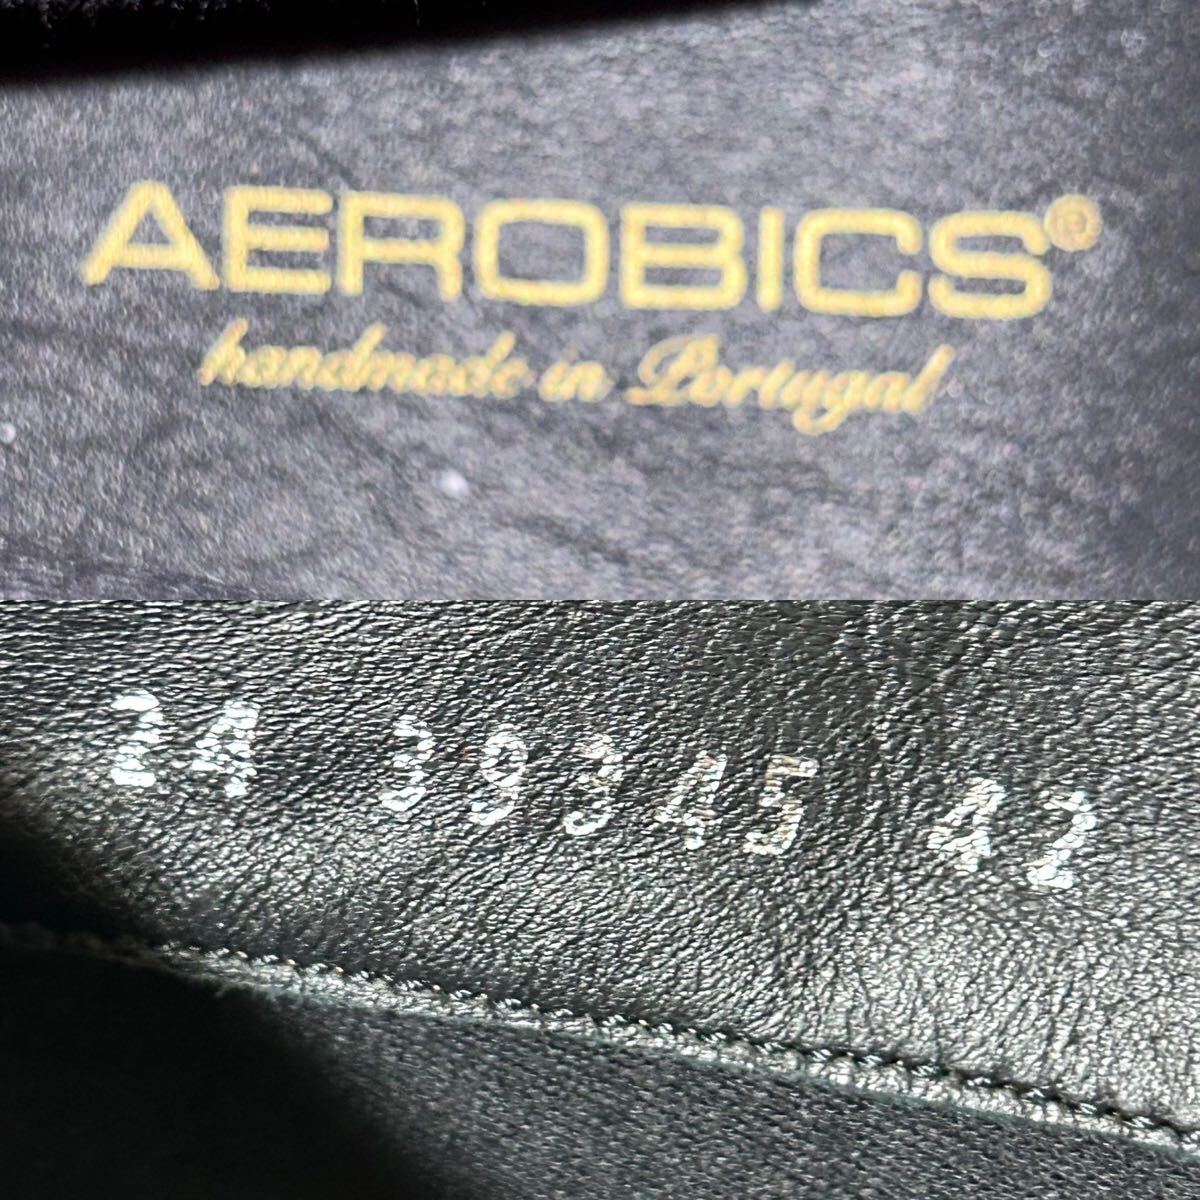 AEROBICS®
handmade in Portugal
24 39345 42